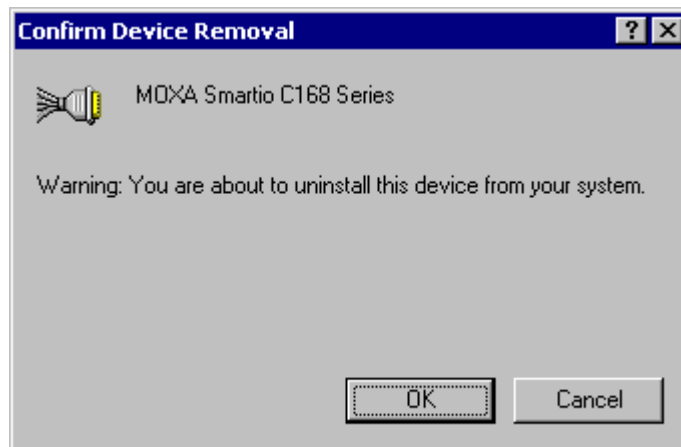 Confirm Device Removal
MOXA Smartio C168 Series
Warning: You are about to uninstall this device from your system.
OK Cancel